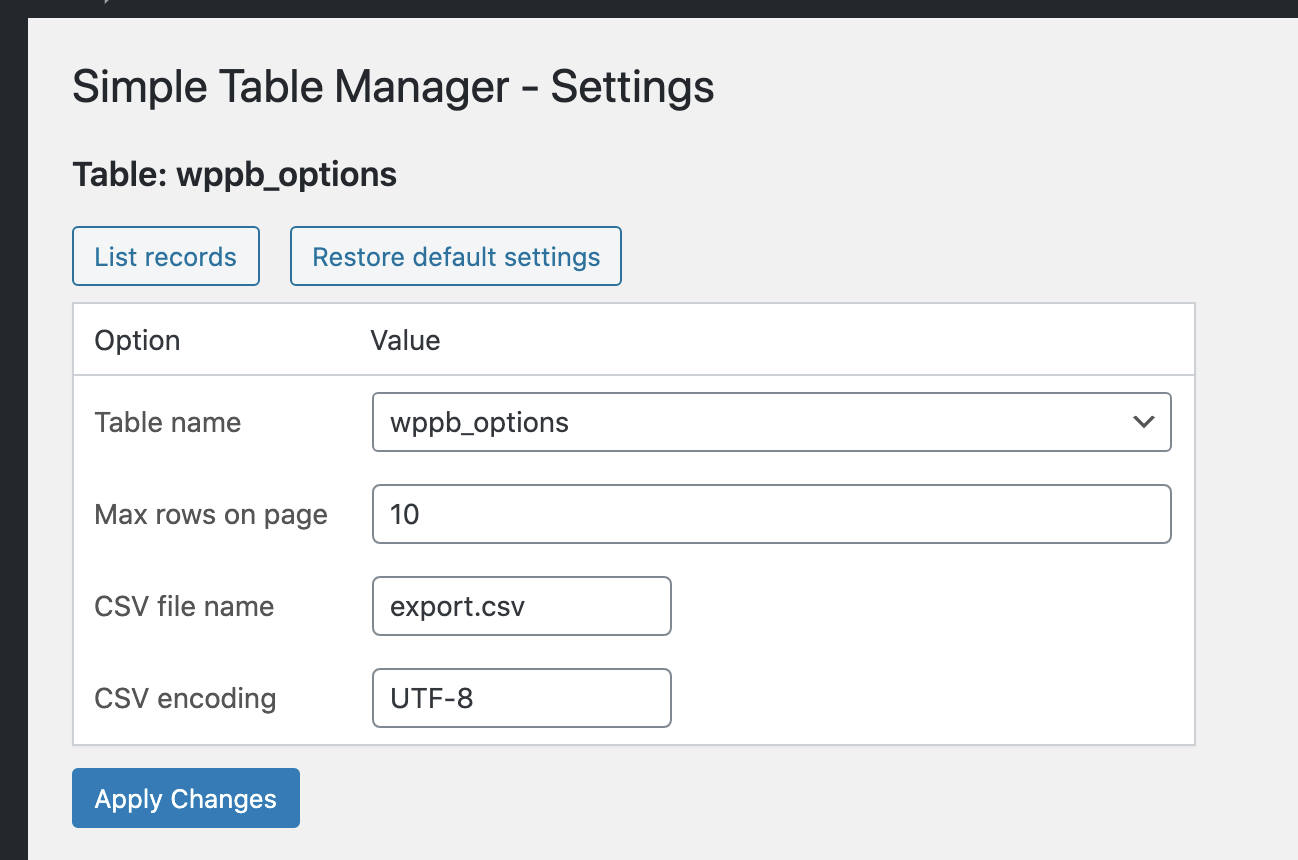 Simple Table Manager - Settings
Table: wppb_options
List records
Restore default settings
Option Value
Table name wppb_options
Max rows on page 10
CSV file name export.csv
CSV encoding UTF-8
Apply Changes